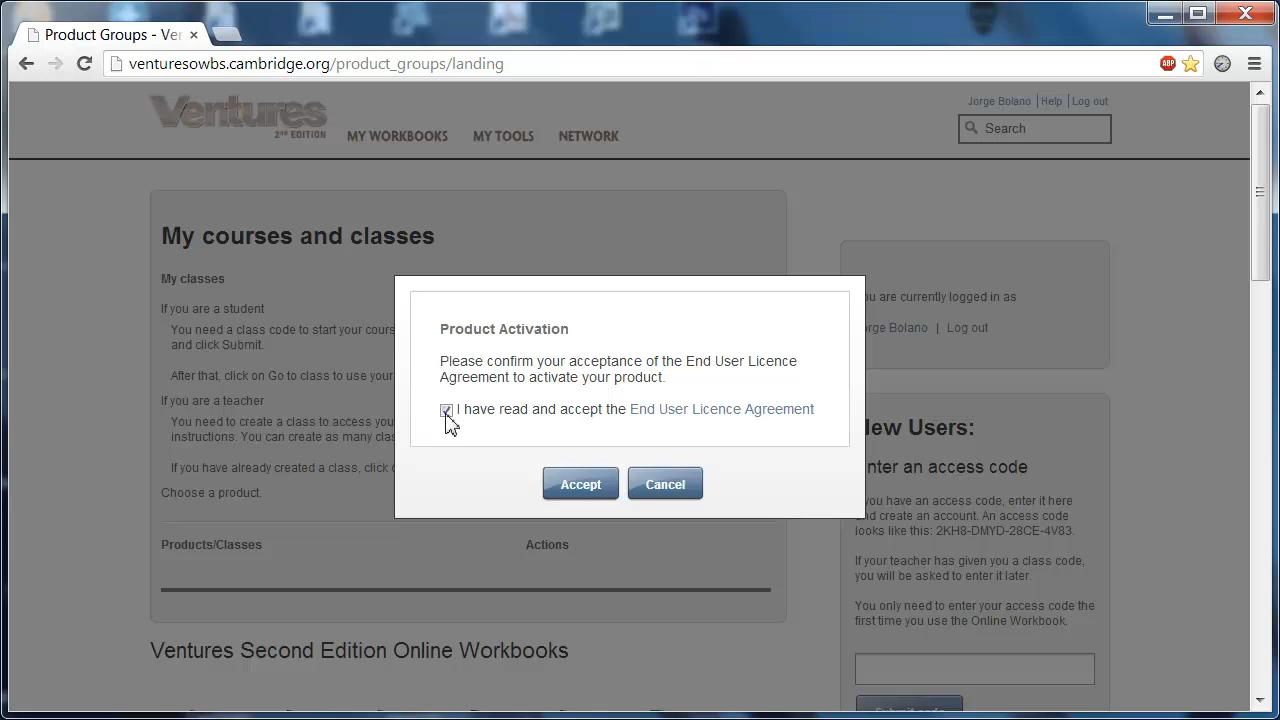 Product Groups - Ver
venturesowbs.cambridge.org/product_groups/landing
ABP
Ventures
2ND EDITION
MY WORKBOOKS
MY TOOLS
NETWORK
Jorge Bolano
Help
Log out
Search
My courses and classes
My classes
If you are a student
You need a class code to start your cours
and click Submit.
After that, click on Go to class to use your
If you are a teacher
You need to create a class to access you
instructions. You can create as many clas
If you have already created a class, click
Choose a product.
Products/Classes
Actions
Ventures Second Edition Online Workbooks
Product Activation
Please confirm your acceptance of the End User Licence
Agreement to activate your product.
I have read and accept the End User Licence Agreement
Accept
Cancel
ou are currently logged in as
orge Bolano | Log out
ew Users:
nter an access code
you have an access code, enter it here
and create an account. An access code
looks like this: 2KH8-DMYD-28CE-4V83.
If your teacher has given you a class code,
you will be asked to enter it later.
You only need to enter your access code the
first time you use the Online Workbook.
Submit code